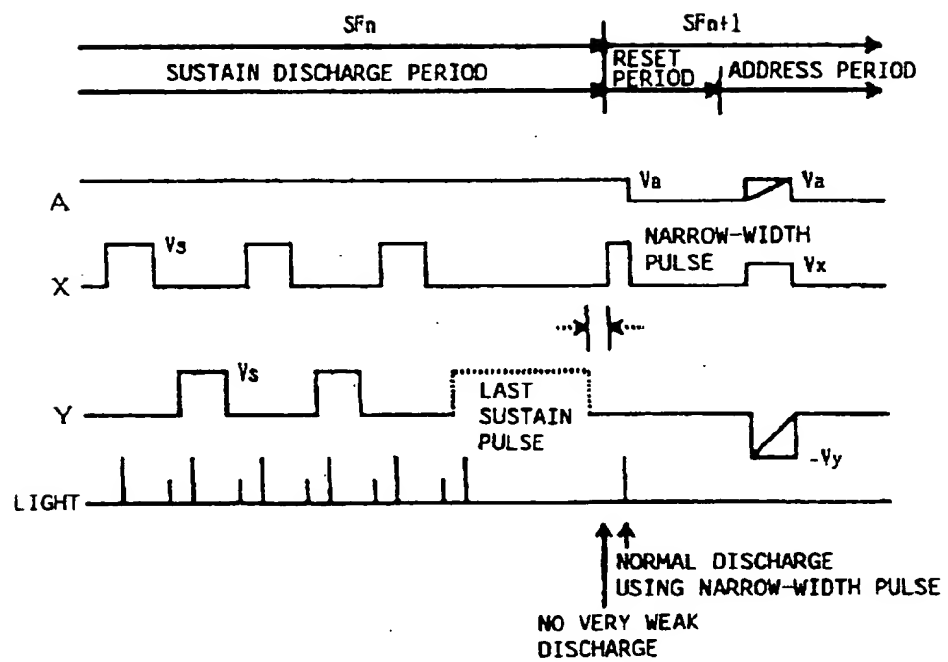 SFn
SFn+1
SUSTAIN DISCHARGE PERIOD
RESET
PERIOD
ADDRESS PERIOD
A
Va
Va
X
Vs
NARROW-WIDTH
PULSE
Vx
Y
Vs
LAST
SUSTAIN
PULSE
-Vy
LIGHT
NORMAL DISCHARGE
USING NARROW-WIDTH PULSE
NO VERY WEAK
DISCHARGE